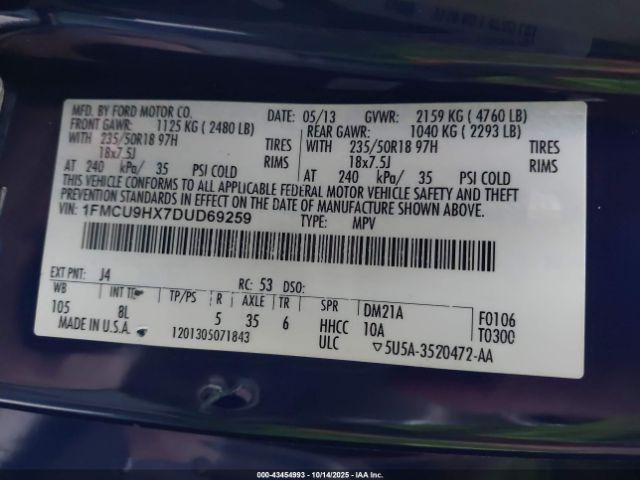 MFD. BY FORD MOTOR CO.
DATE: 05/13 GVWR: 2159 KG ( 4760 LB)
FRONT GAWR: 1125 KG ( 2480 LB) REAR GAWR: 1040 KG ( 2293 LB)
WITH 235/50R18 97H TIRES WITH 235/50R18 97H TIRES
18x7.5J RIMS 18x7.5J RIMS
AT 240 kPa/ 35 PSI COLD AT 240 kPa/ 35 PSI COLD
THIS VEHICLE CONFORMS TO ALL APPLICABLE FEDERAL MOTOR VEHICLE SAFETY AND THEFT
PREVENTION STANDARDS IN EFFECT ON THE DATE OF MANUFACTURE SHOWN ABOVE.
VIN: 1FMCU9HX7DUD69259
TYPE: MPV
EXT PNT: J4 RC: 53 DSO:
WB INT TR TP/PS R AXLE TR SPR DM21A F0106
105 8L 5 35 6 HHCC 10A T0300
MADE IN U.S.A. 1201305071843 ULC ▽5U5A-3520472-AA
000-43454993 | 10/14/2025 | IAAI.com